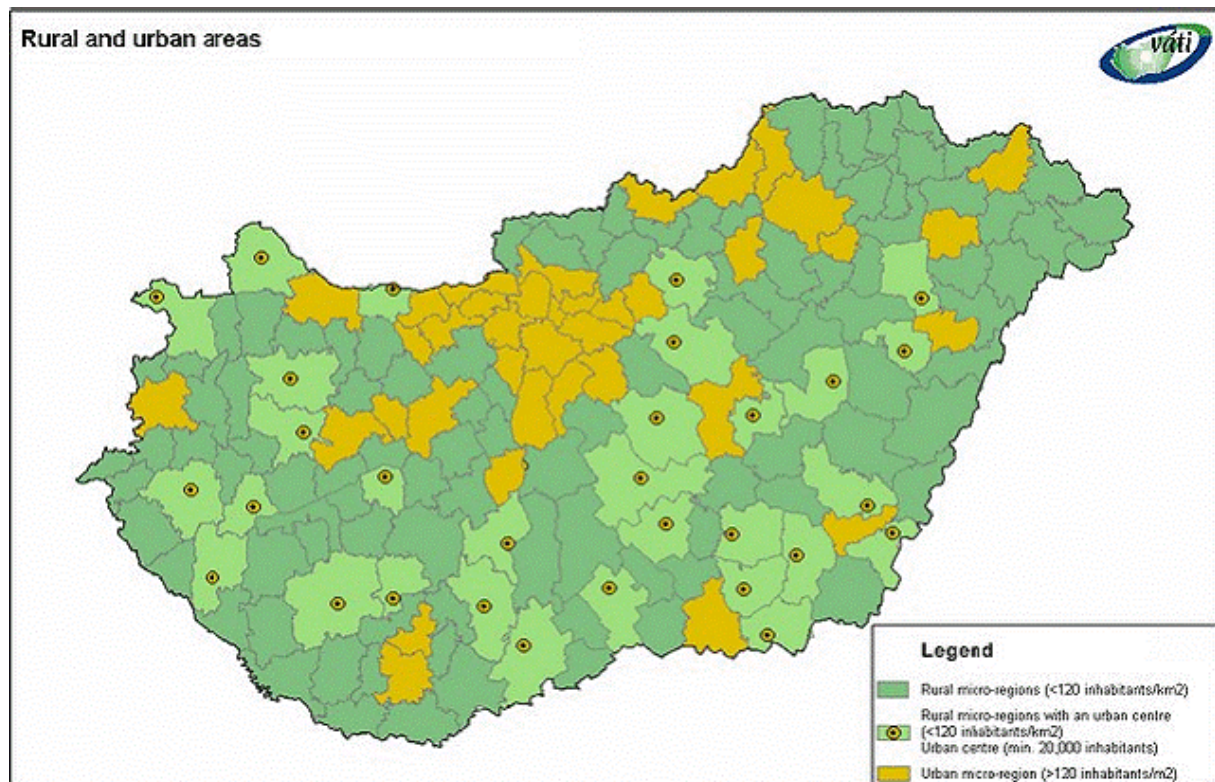 Rural and urban areas
váti
Legend
Rural micro-regions (<120 inhabitants/km2)
Rural micro-regions with an urban centre
(<120 inhabitants/km2)
Urban centre (min. 20,000 inhabitants)
Urban micro-region (>120 inhabitants/m2)